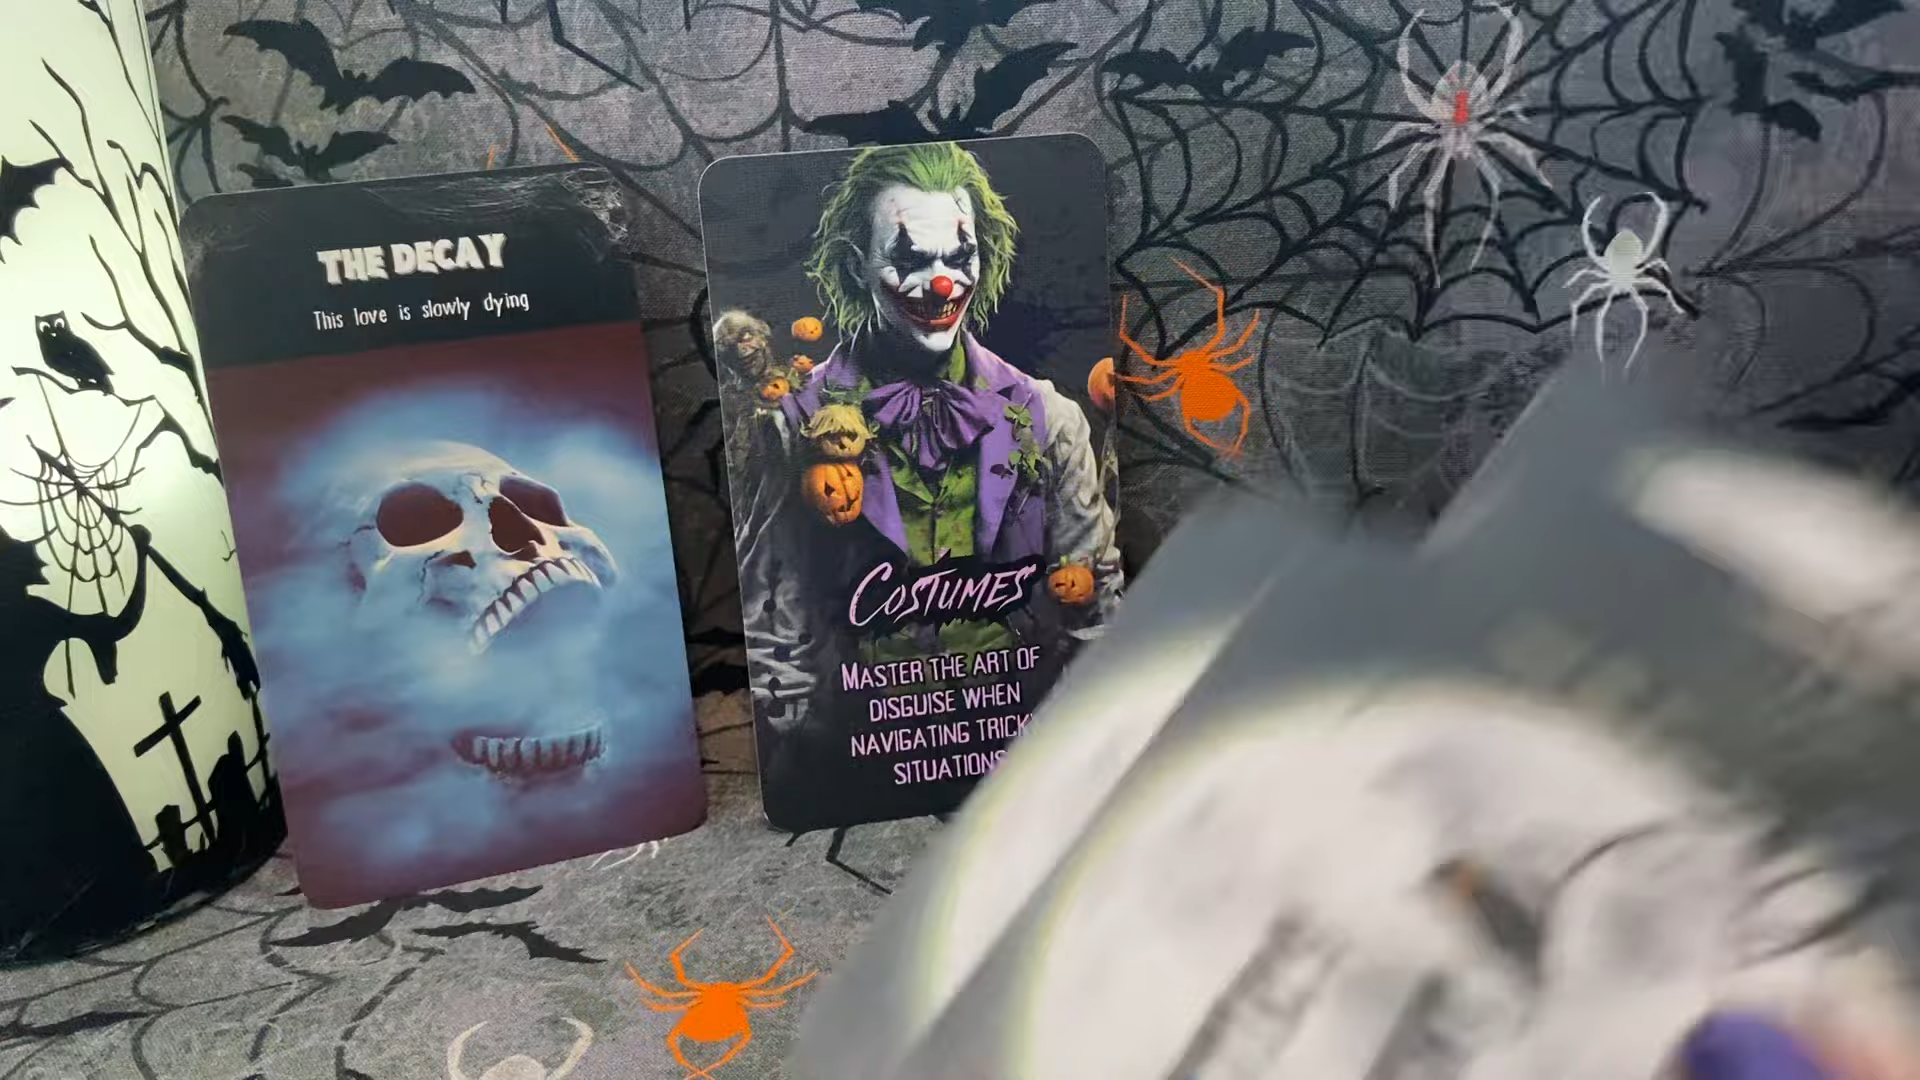 THE DECAY
This love is slowly dying
COSTUMES
MASTER THE ART OF
DISGUISE WHEN
NAVIGATING TRICKY
SITUATIONS